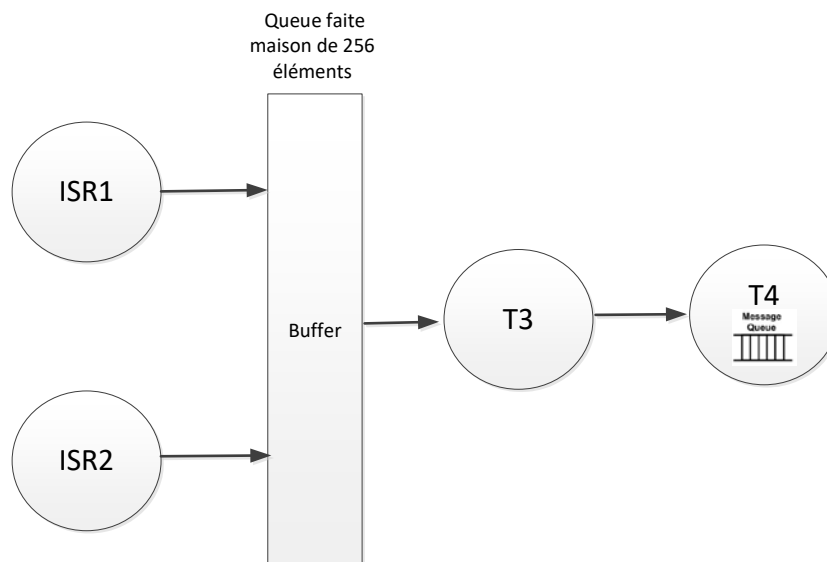 Queue faite
maison de 256
éléments
ISR1
Buffer
T3
T4
Message
Queue
ISR2